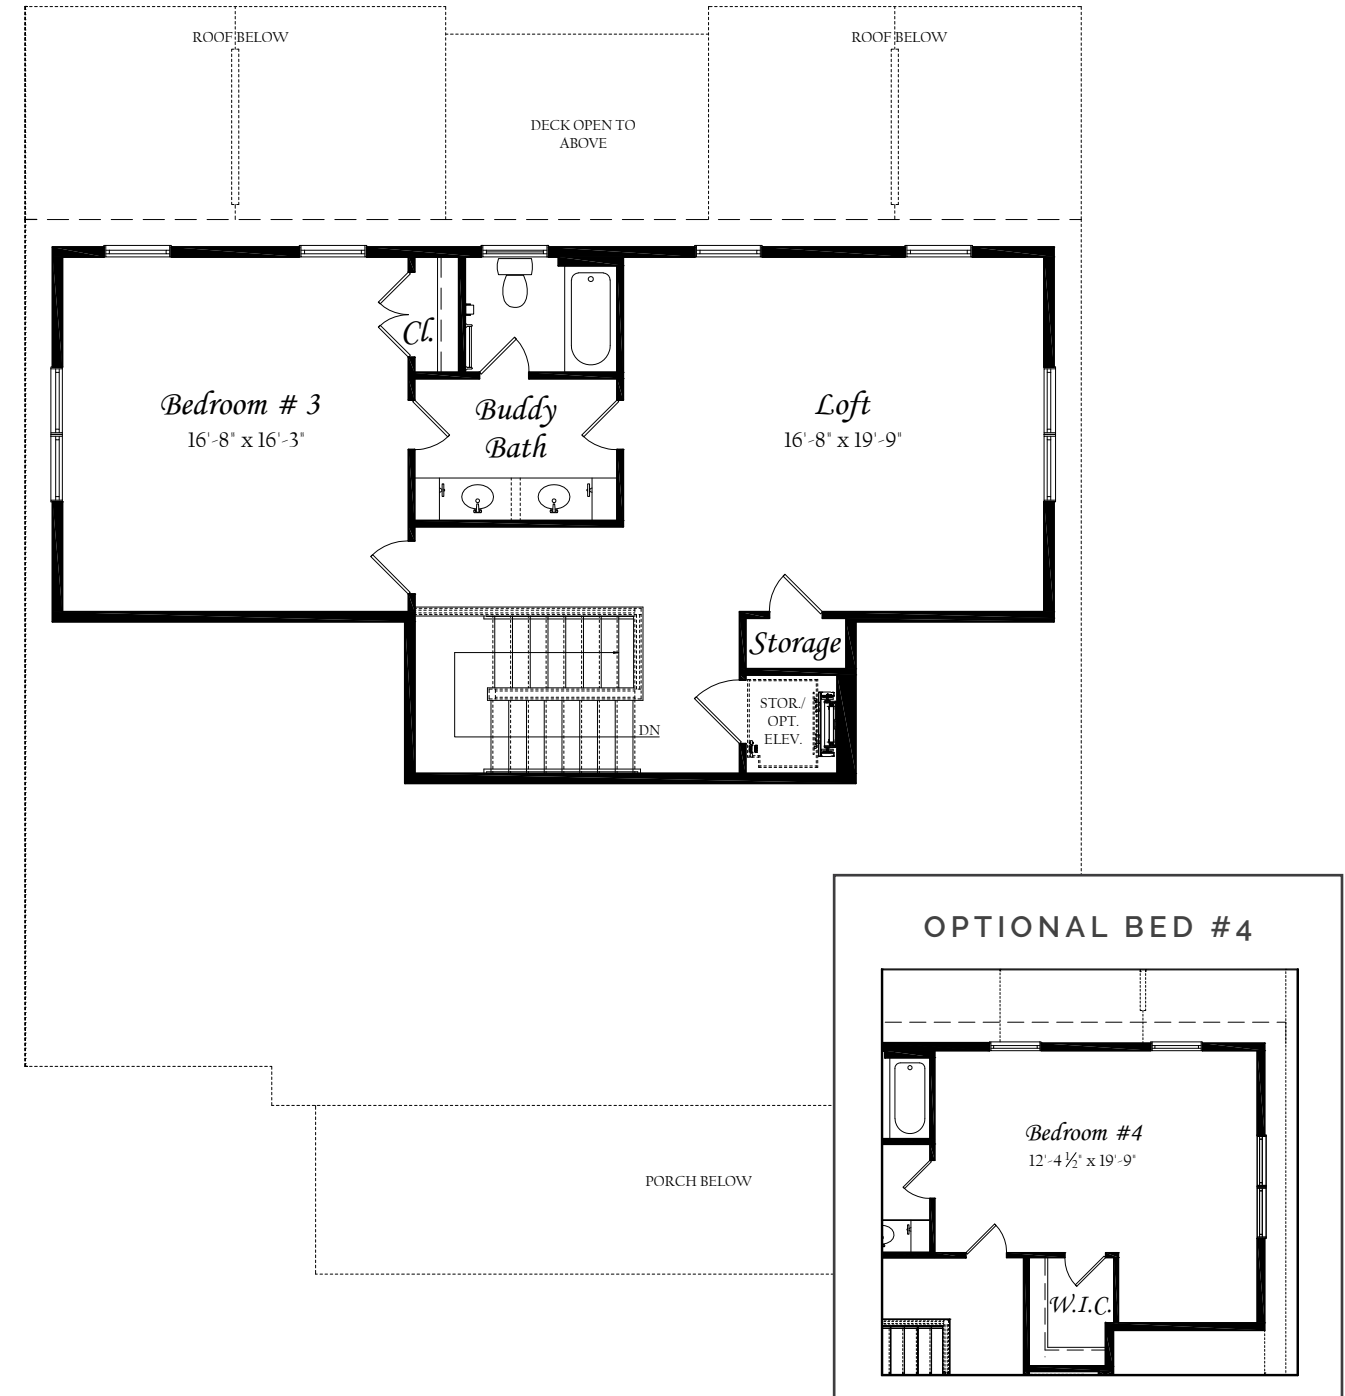 ROOF BELOW
ROOF BELOW
DECK OPEN TO
ABOVE
Cl.
Bedroom # 3
16'-8" x 16'-3"
Buddy
Bath
Loft
16'-8" x 19'-9"
Storage
STOR./
OPT.
ELEV.
DN
OPTIONAL BED #4
Bedroom #4
12'-4 ½" x 19'-9"
W.I.C.
PORCH BELOW